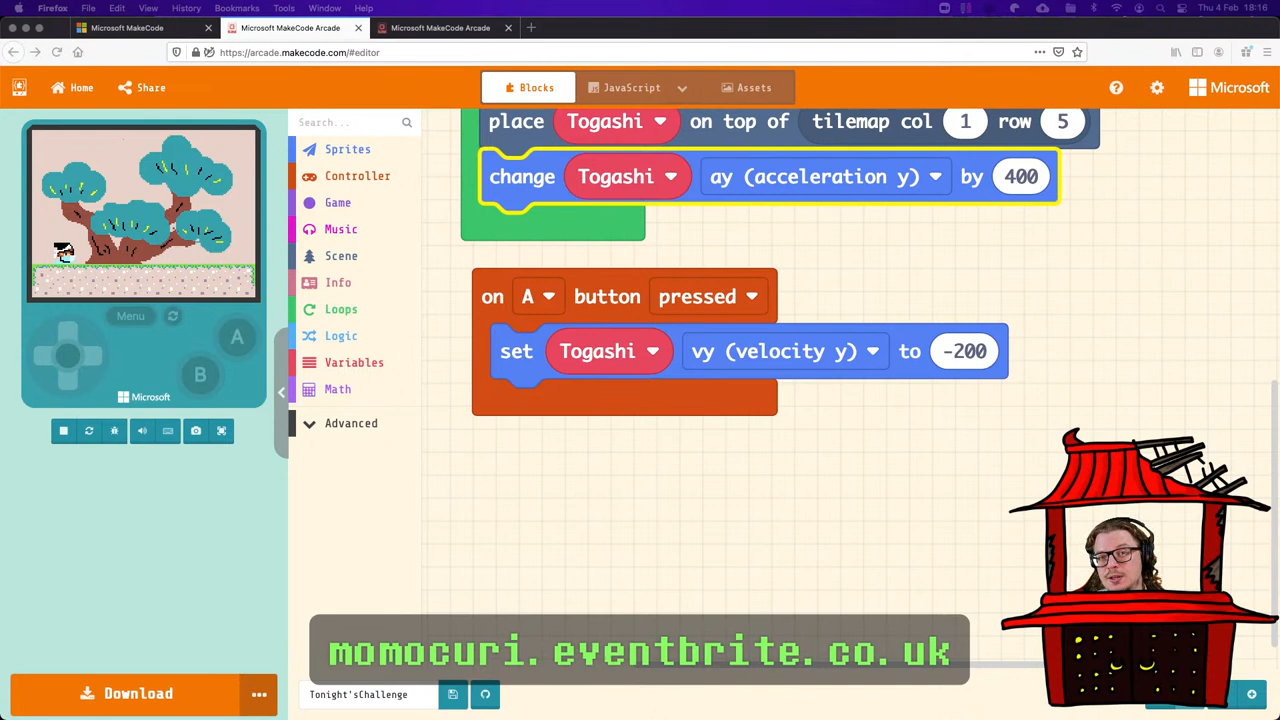 Firefox File Edit View History Bookmarks Tools Window Help
Thu 4 Nov 18:16
Microsoft MakeCode
Microsoft MakeCode Arcade
Microsoft MakeCode Arcade
https://arcade.makecode.com/#editor
Home
Share
Blocks
JavaScript
Assets
Microsoft
Search...
Sprites
Controller
Game
Music
Scene
Info
Loops
Logic
Variables
Math
Advanced
Menu
A
B
Microsoft
place Togashi on top of tilemap col 1 row 5
change Togashi ay (acceleration y) by 400
on A button pressed
set Togashi vy (velocity y) to -200
momocuri.eventbrite.co.uk
Download
Tonight'sChallenge